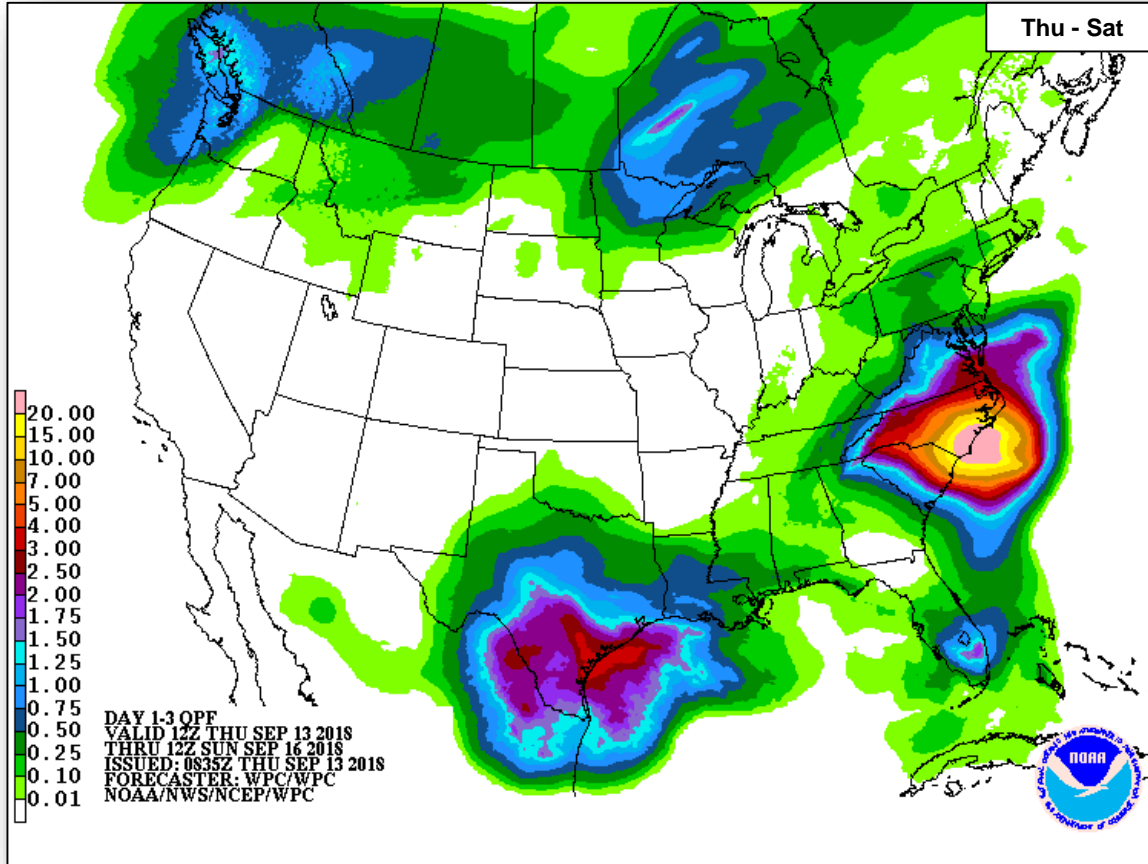 Thu - Sat
20.00
15.00
10.00
7.00
5.00
4.00
3.00
2.50
2.00
1.75
1.50
1.25
1.00
0.75
0.50
0.25
0.10
0.01
DAY 1-3 QPF
VALID 12Z THU SEP 13 2018
THRU 12Z SUN SEP 16 2018
ISSUED: 0835Z THU SEP 13 2018
FORECASTER: WPC/WPC
NOAA/NWS/NCEP/WPC
NOAA